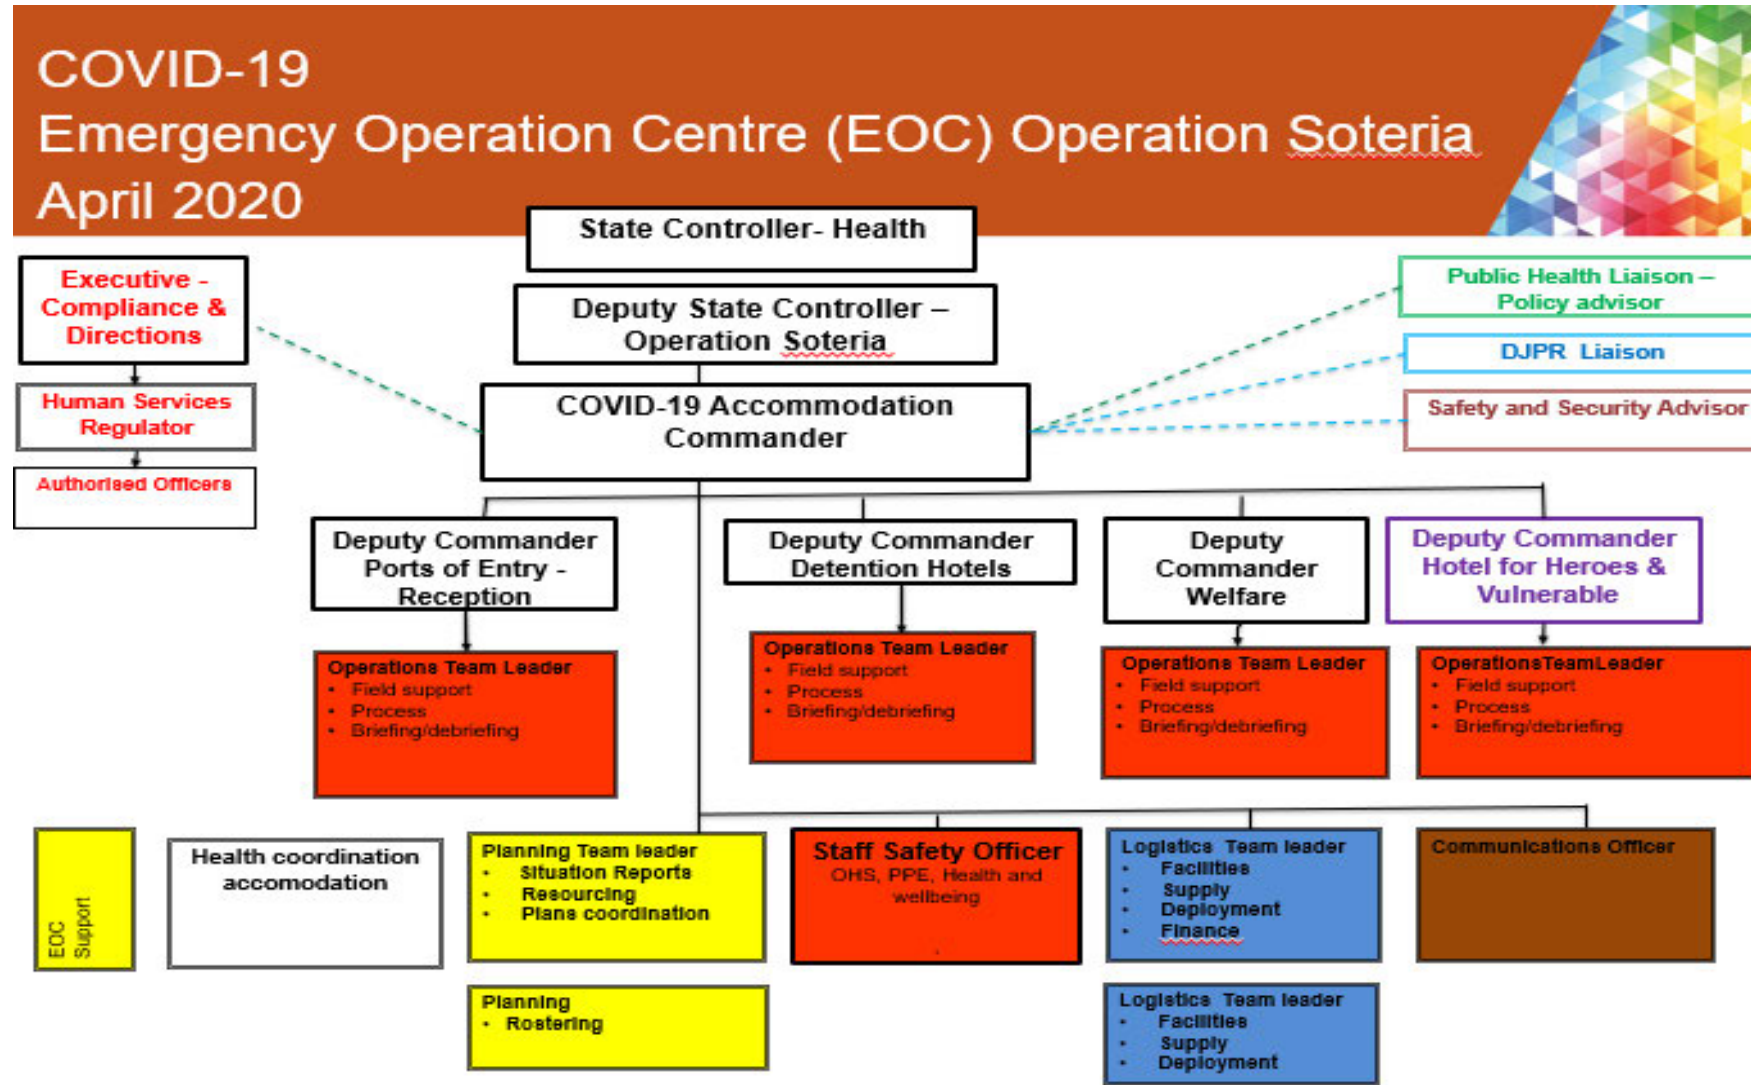 COVID-19
Emergency Operation Centre (EOC) Operation Soteria
April 2020
State Controller- Health
Deputy State Controller –
Operation Soteria
COVID-19 Accommodation
Commander
Executive -
Compliance &
Directions
Human Services
Regulator
Authorised Officers
Public Health Liaison –
Policy advisor
DJPR Liaison
Safety and Security Advisor
Deputy Commander
Ports of Entry -
Reception
Deputy Commander
Detention Hotels
Deputy
Commander
Welfare
Deputy Commander
Hotel for Heroes &
Vulnerable
Operations Team Leader
• Field support
• Process
• Briefing/debriefing
Operations Team Leader
• Field support
• Process
• Briefing/debriefing
Operations Team Leader
• Field support
• Process
• Briefing/debriefing
OperationsTeamLeader
• Field support
• Process
• Briefing/debriefing
EOC
Support
Health coordination
accomodation
Planning Team leader
• Situation Reports
• Resourcing
• Plans coordination
Staff Safety Officer
OHS, PPE, Health and
wellbeing
.
Logistics Team leader
• Facilities
• Supply
• Deployment
• Finance
Communications Officer
Planning
• Rostering
Logistics Team leader
• Facilities
• Supply
• Deployment